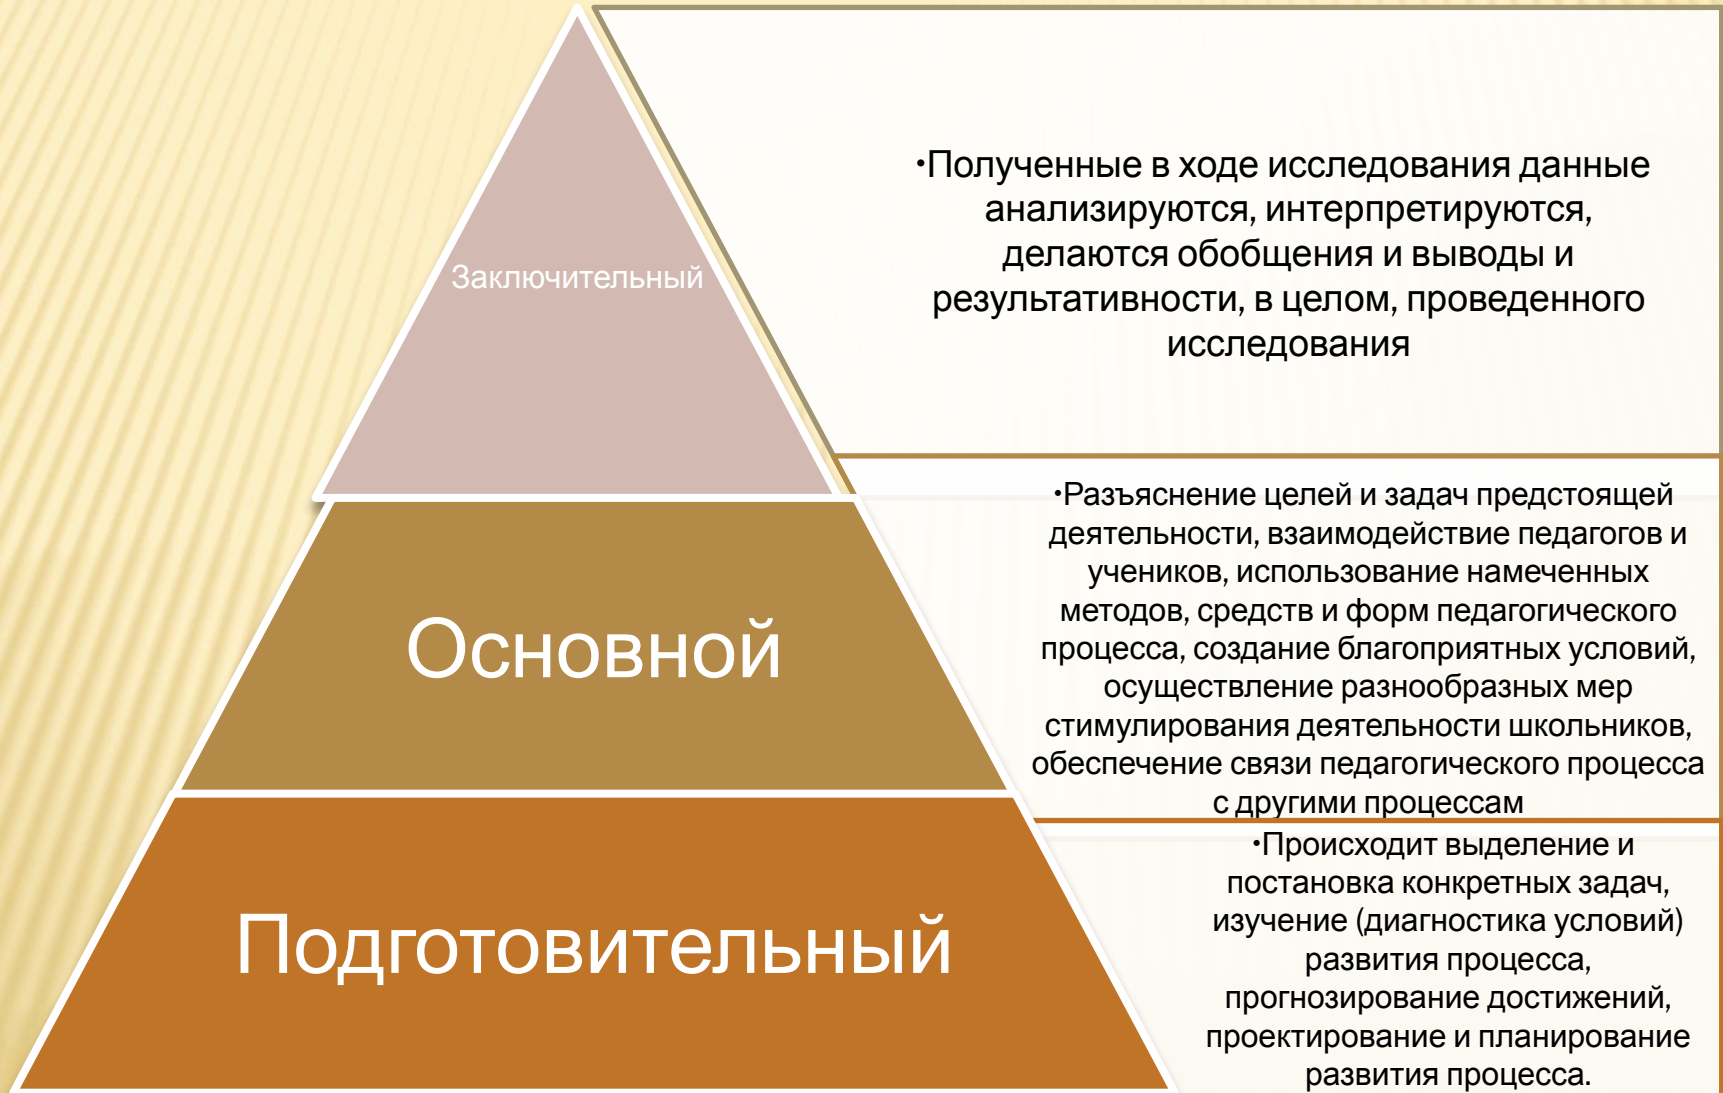 Заключительный
•Полученные в ходе исследования данные
анализируются, интерпретируются,
делаются обобщения и выводы и
результативности, в целом, проведенного
исследования
Основной
•Разъяснение целей и задач предстоящей
деятельности, взаимодействие педагогов и
учеников, использование намеченных
методов, средств и форм педагогического
процесса, создание благоприятных условий,
осуществление разнообразных мер
стимулирования деятельности школьников,
обеспечение связи педагогического процесса
с другими процессам
Подготовительный
•Происходит выделение и
постановка конкретных задач,
изучение (диагностика условий)
развития процесса,
прогнозирование достижений,
проектирование и планирование
развития процесса.